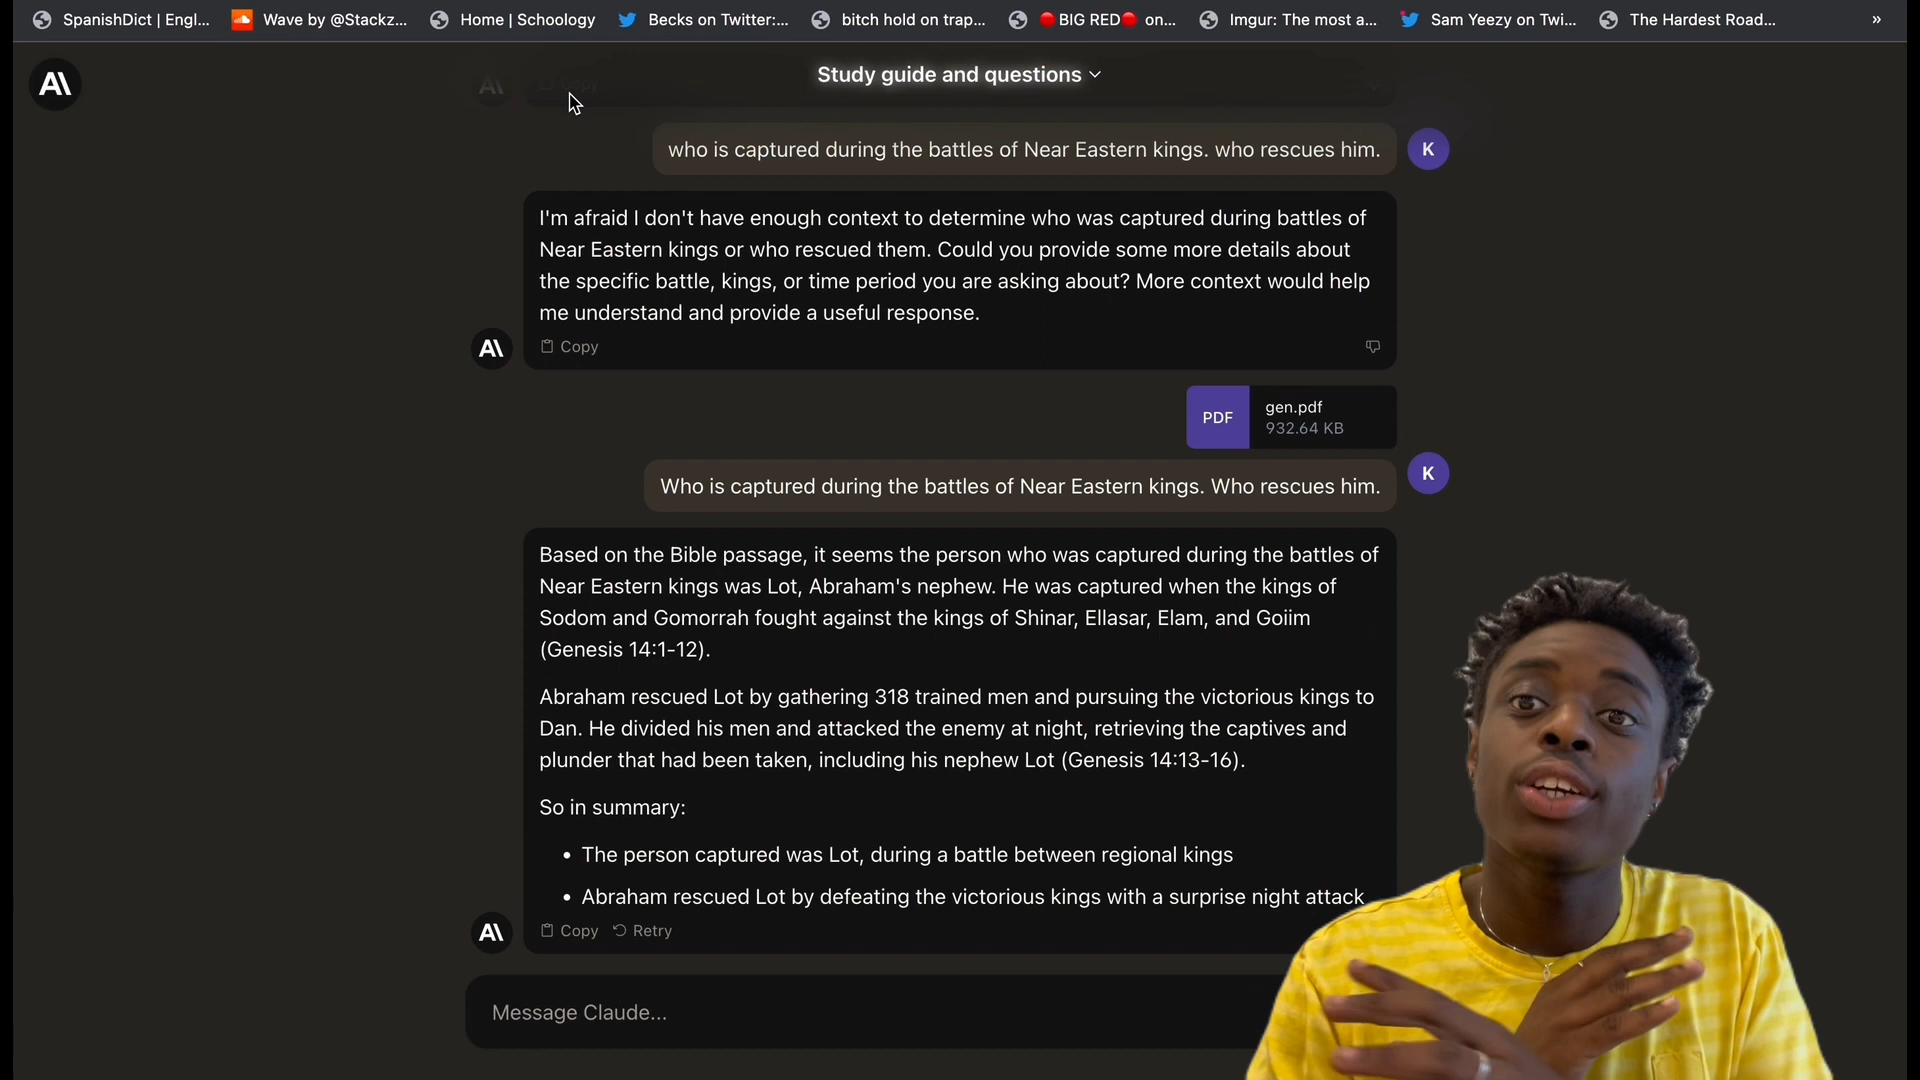 SpanishDict | Engl...
Wave by @Stackz...
Home | Schoology
Becks on Twitter:...
bitch hold on trap...
🔴BIG RED🔴 on...
Imgur: The most a...
Sam Yeezy on Twi...
The Hardest Road...
»
A\
Study guide and questions
Copy
who is captured during the battles of Near Eastern kings. who rescues him.
K
I'm afraid I don't have enough context to determine who was captured during battles of
Near Eastern kings or who rescued them. Could you provide some more details about
the specific battle, kings, or time period you are asking about? More context would help
me understand and provide a useful response.
A\
Copy
PDF
gen.pdf
932.64 KB
Who is captured during the battles of Near Eastern kings. Who rescues him.
K
Based on the Bible passage, it seems the person who was captured during the battles of
Near Eastern kings was Lot, Abraham's nephew. He was captured when the kings of
Sodom and Gomorrah fought against the kings of Shinar, Ellasar, Elam, and Goiim
(Genesis 14:1-12).
Abraham rescued Lot by gathering 318 trained men and pursuing the victorious kings to
Dan. He divided his men and attacked the enemy at night, retrieving the captives and
plunder that had been taken, including his nephew Lot (Genesis 14:13-16).
So in summary:
• The person captured was Lot, during a battle between regional kings
• Abraham rescued Lot by defeating the victorious kings with a surprise night attack
A\
Copy
Retry
Message Claude...